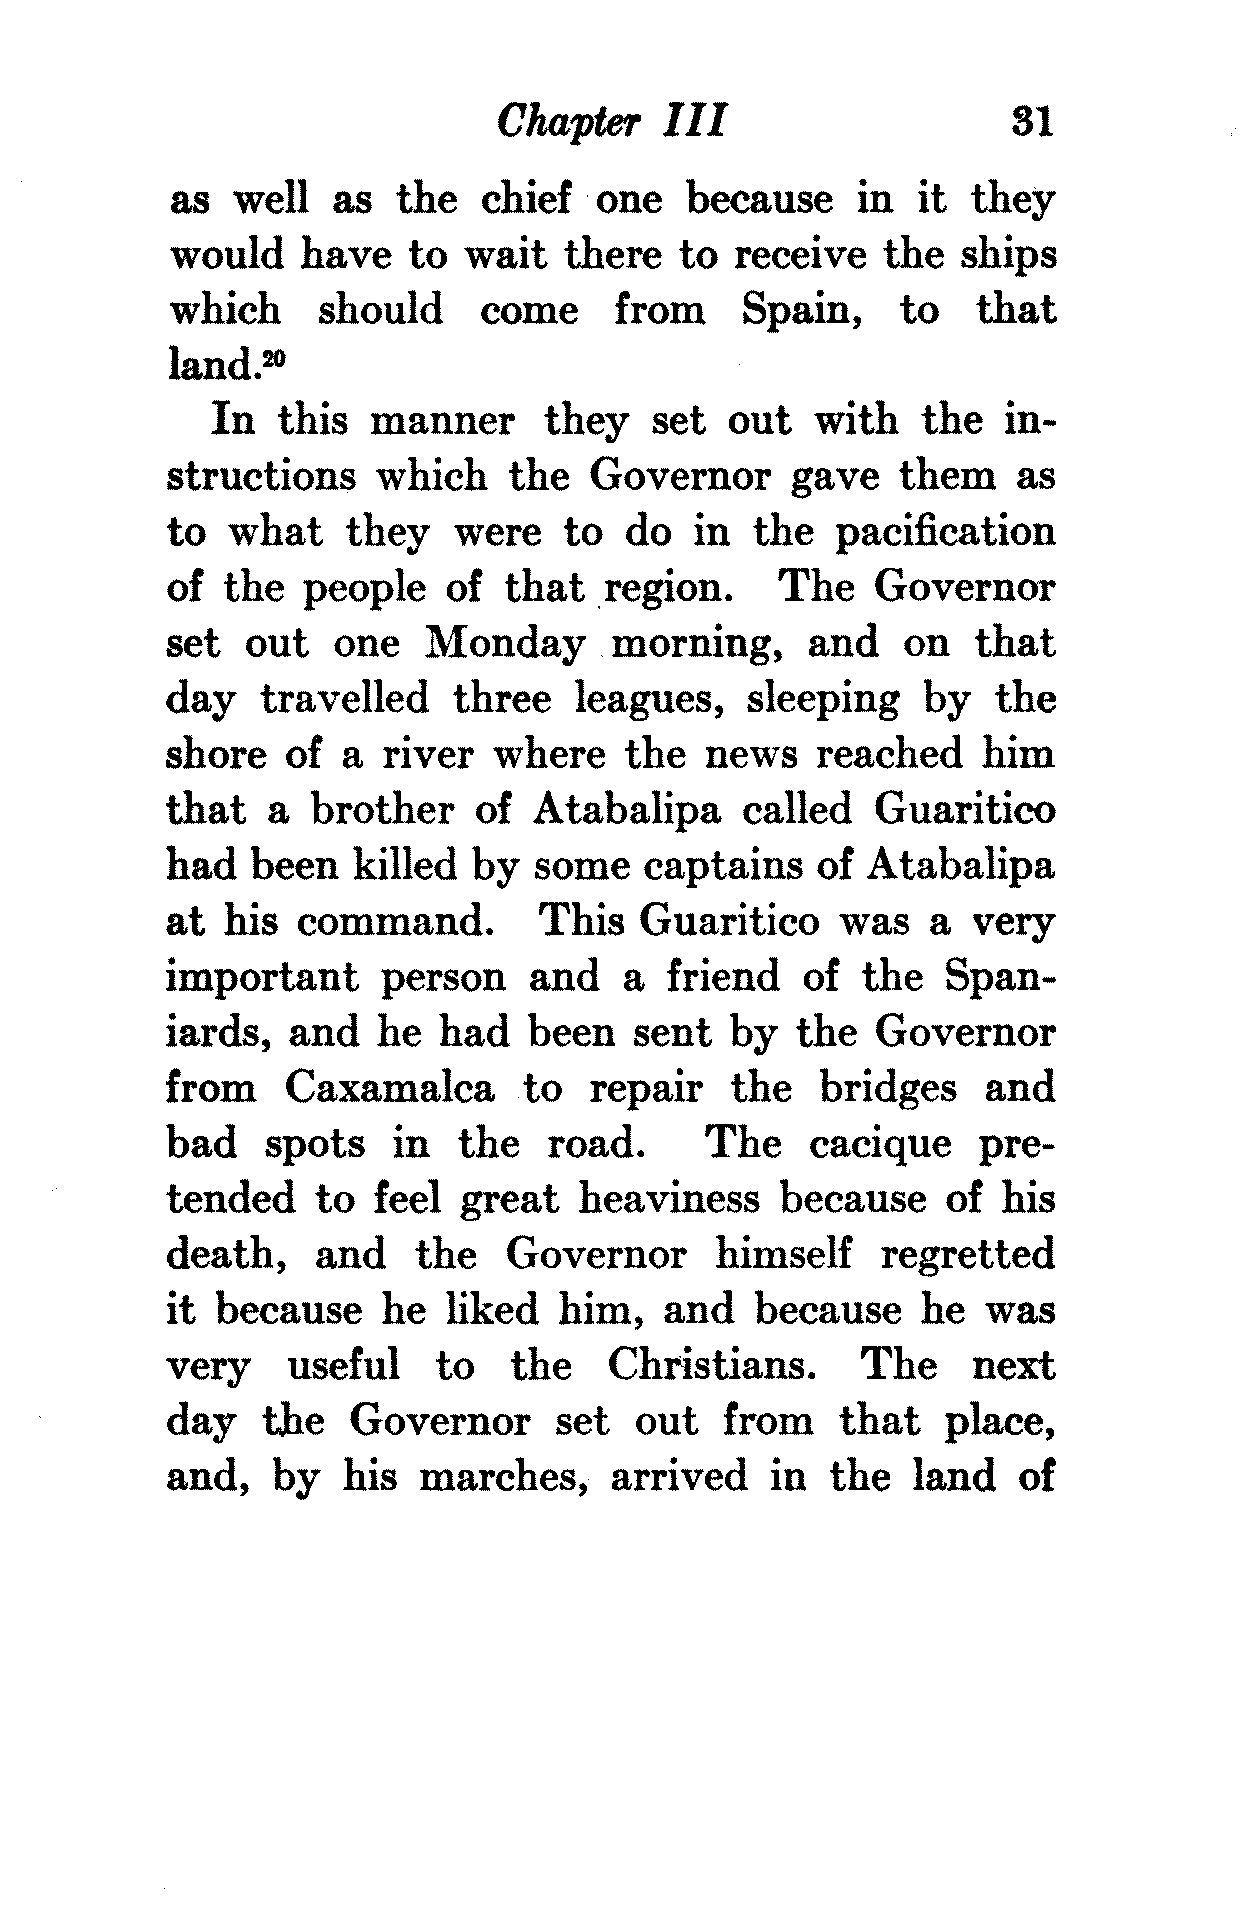 Chapter III 31
as well as the chief one because in it they
would have to wait there to receive the ships
which should come from Spain, to that
land.²⁰
In this manner they set out with the in-
structions which the Governor gave them as
to what they were to do in the pacification
of the people of that region. The Governor
set out one Monday morning, and on that
day travelled three leagues, sleeping by the
shore of a river where the news reached him
that a brother of Atabalipa called Guaritico
had been killed by some captains of Atabalipa
at his command. This Guaritico was a very
important person and a friend of the Span-
iards, and he had been sent by the Governor
from Caxamalca to repair the bridges and
bad spots in the road. The cacique pre-
tended to feel great heaviness because of his
death, and the Governor himself regretted
it because he liked him, and because he was
very useful to the Christians. The next
day the Governor set out from that place,
and, by his marches, arrived in the land of